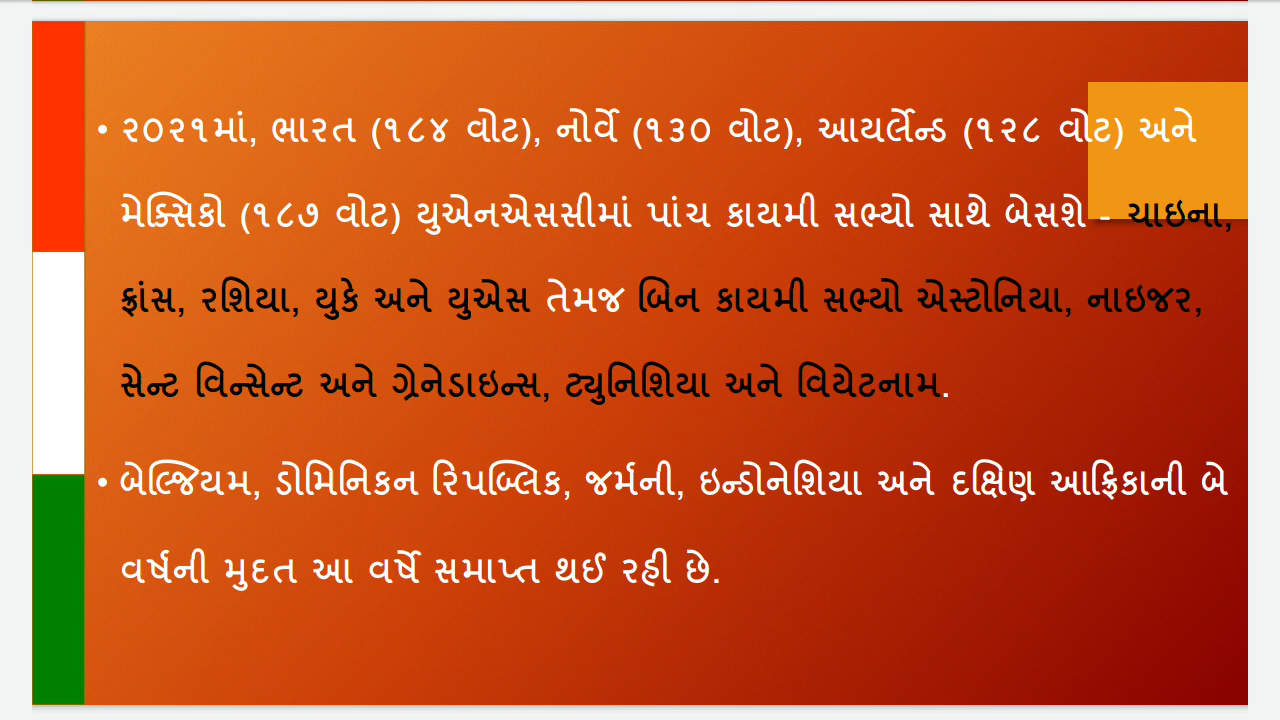 • ૨૦૨૧માં, ભારત (૧૮૪ વોટ), નોર્વે (૧૩૦ વોટ), આયર્લેન્ડ (૧૨૮ વોટ) અને
મેક્સિકો (૧૮૭ વોટ) યુએનએસસીમાં પાંચ કાયમી સભ્યો સાથે બેસશે - ચાઇના,
ફ્રાંસ, રશિયા, યુકે અને યુએસ તેમજ બિન કાયમી સભ્યો એસ્ટોનિયા, નાઇજર,
સેન્ટ વિન્સેન્ટ અને ગ્રેનેડાઇન્સ, ટ્યુનિશિયા અને વિયેટનામ.
• બેલ્જિયમ, ડોમિનિકન રિપબ્લિક, જર્મની, ઇન્ડોનેશિયા અને દક્ષિણ આફ્રિકાની બે
વર્ષની મુદત આ વર્ષે સમાપ્ત થઈ રહી છે.